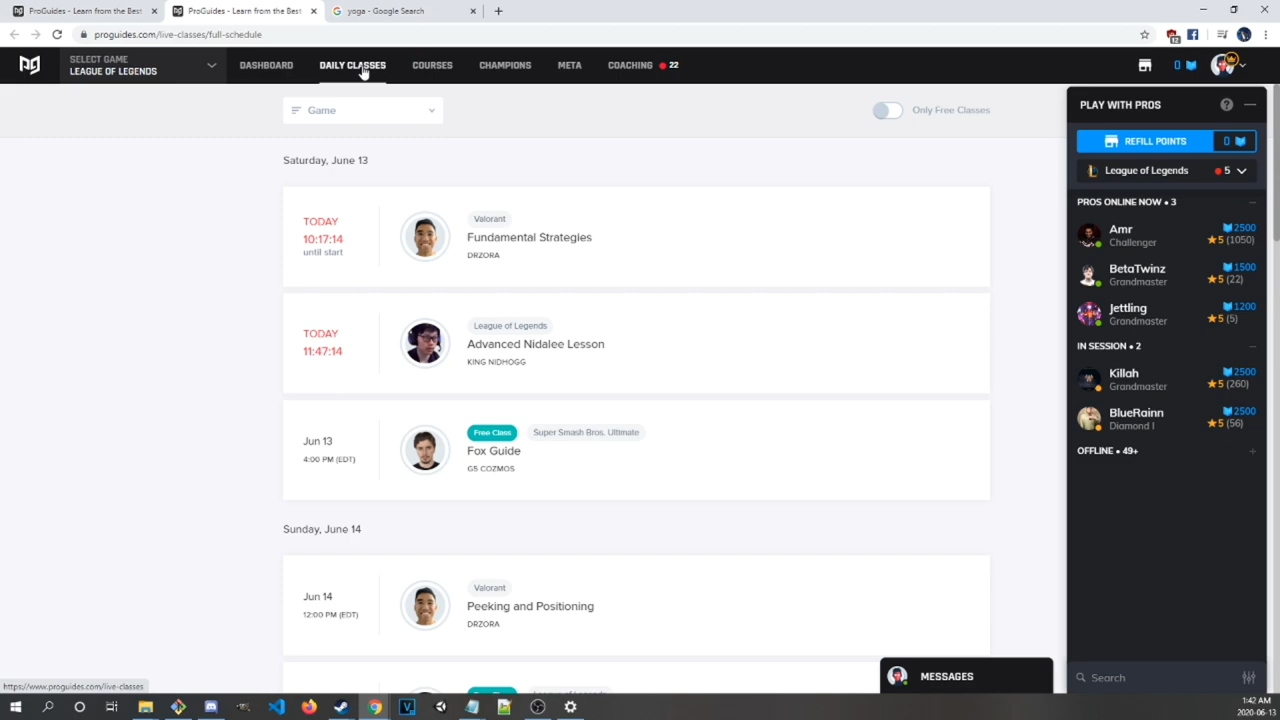 ProGuides - Learn from the Best
ProGuides - Learn from the Best
yoga - Google Search
proguides.com/live-classes/full-schedule
12
SELECT GAME
LEAGUE OF LEGENDS
DASHBOARD
DAILY CLASSES
COURSES
CHAMPIONS
META
COACHING
22
0
Game
Only Free Classes
Saturday, June 13
TODAY
10:17:14
until start
Valorant
Fundamental Strategies
DRZORA
TODAY
11:47:14
League of Legends
Advanced Nidalee Lesson
KING NIDHOGG
Jun 13
4:00 PM (EDT)
Free Class
Super Smash Bros. Ultimate
Fox Guide
G5 COZMOS
Sunday, June 14
Jun 14
12:00 PM (EDT)
Valorant
Peeking and Positioning
DRZORA
PLAY WITH PROS
?
REFILL POINTS
0
League of Legends
5
PROS ONLINE NOW • 3
Amr
2500
Challenger
5 (1050)
BetaTwinz
1500
Grandmaster
5 (22)
Jettling
1200
Grandmaster
5 (5)
IN SESSION • 2
Killah
2500
Grandmaster
5 (260)
BlueRainn
2500
Diamond I
5 (56)
OFFLINE • 49+
MESSAGES
Search
https://www.proguides.com/live-classes
1:42 AM
2020-06-13